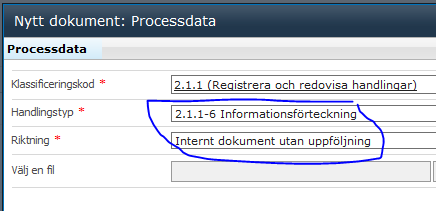 Nytt dokument: Processdata
Processdata
Klassificeringskod * 2.1.1 (Registrera och redovisa handlingar)
Handlingstyp * 2.1.1-6 Informationsförteckning
Riktning * Internt dokument utan uppföljning
Välj en fil